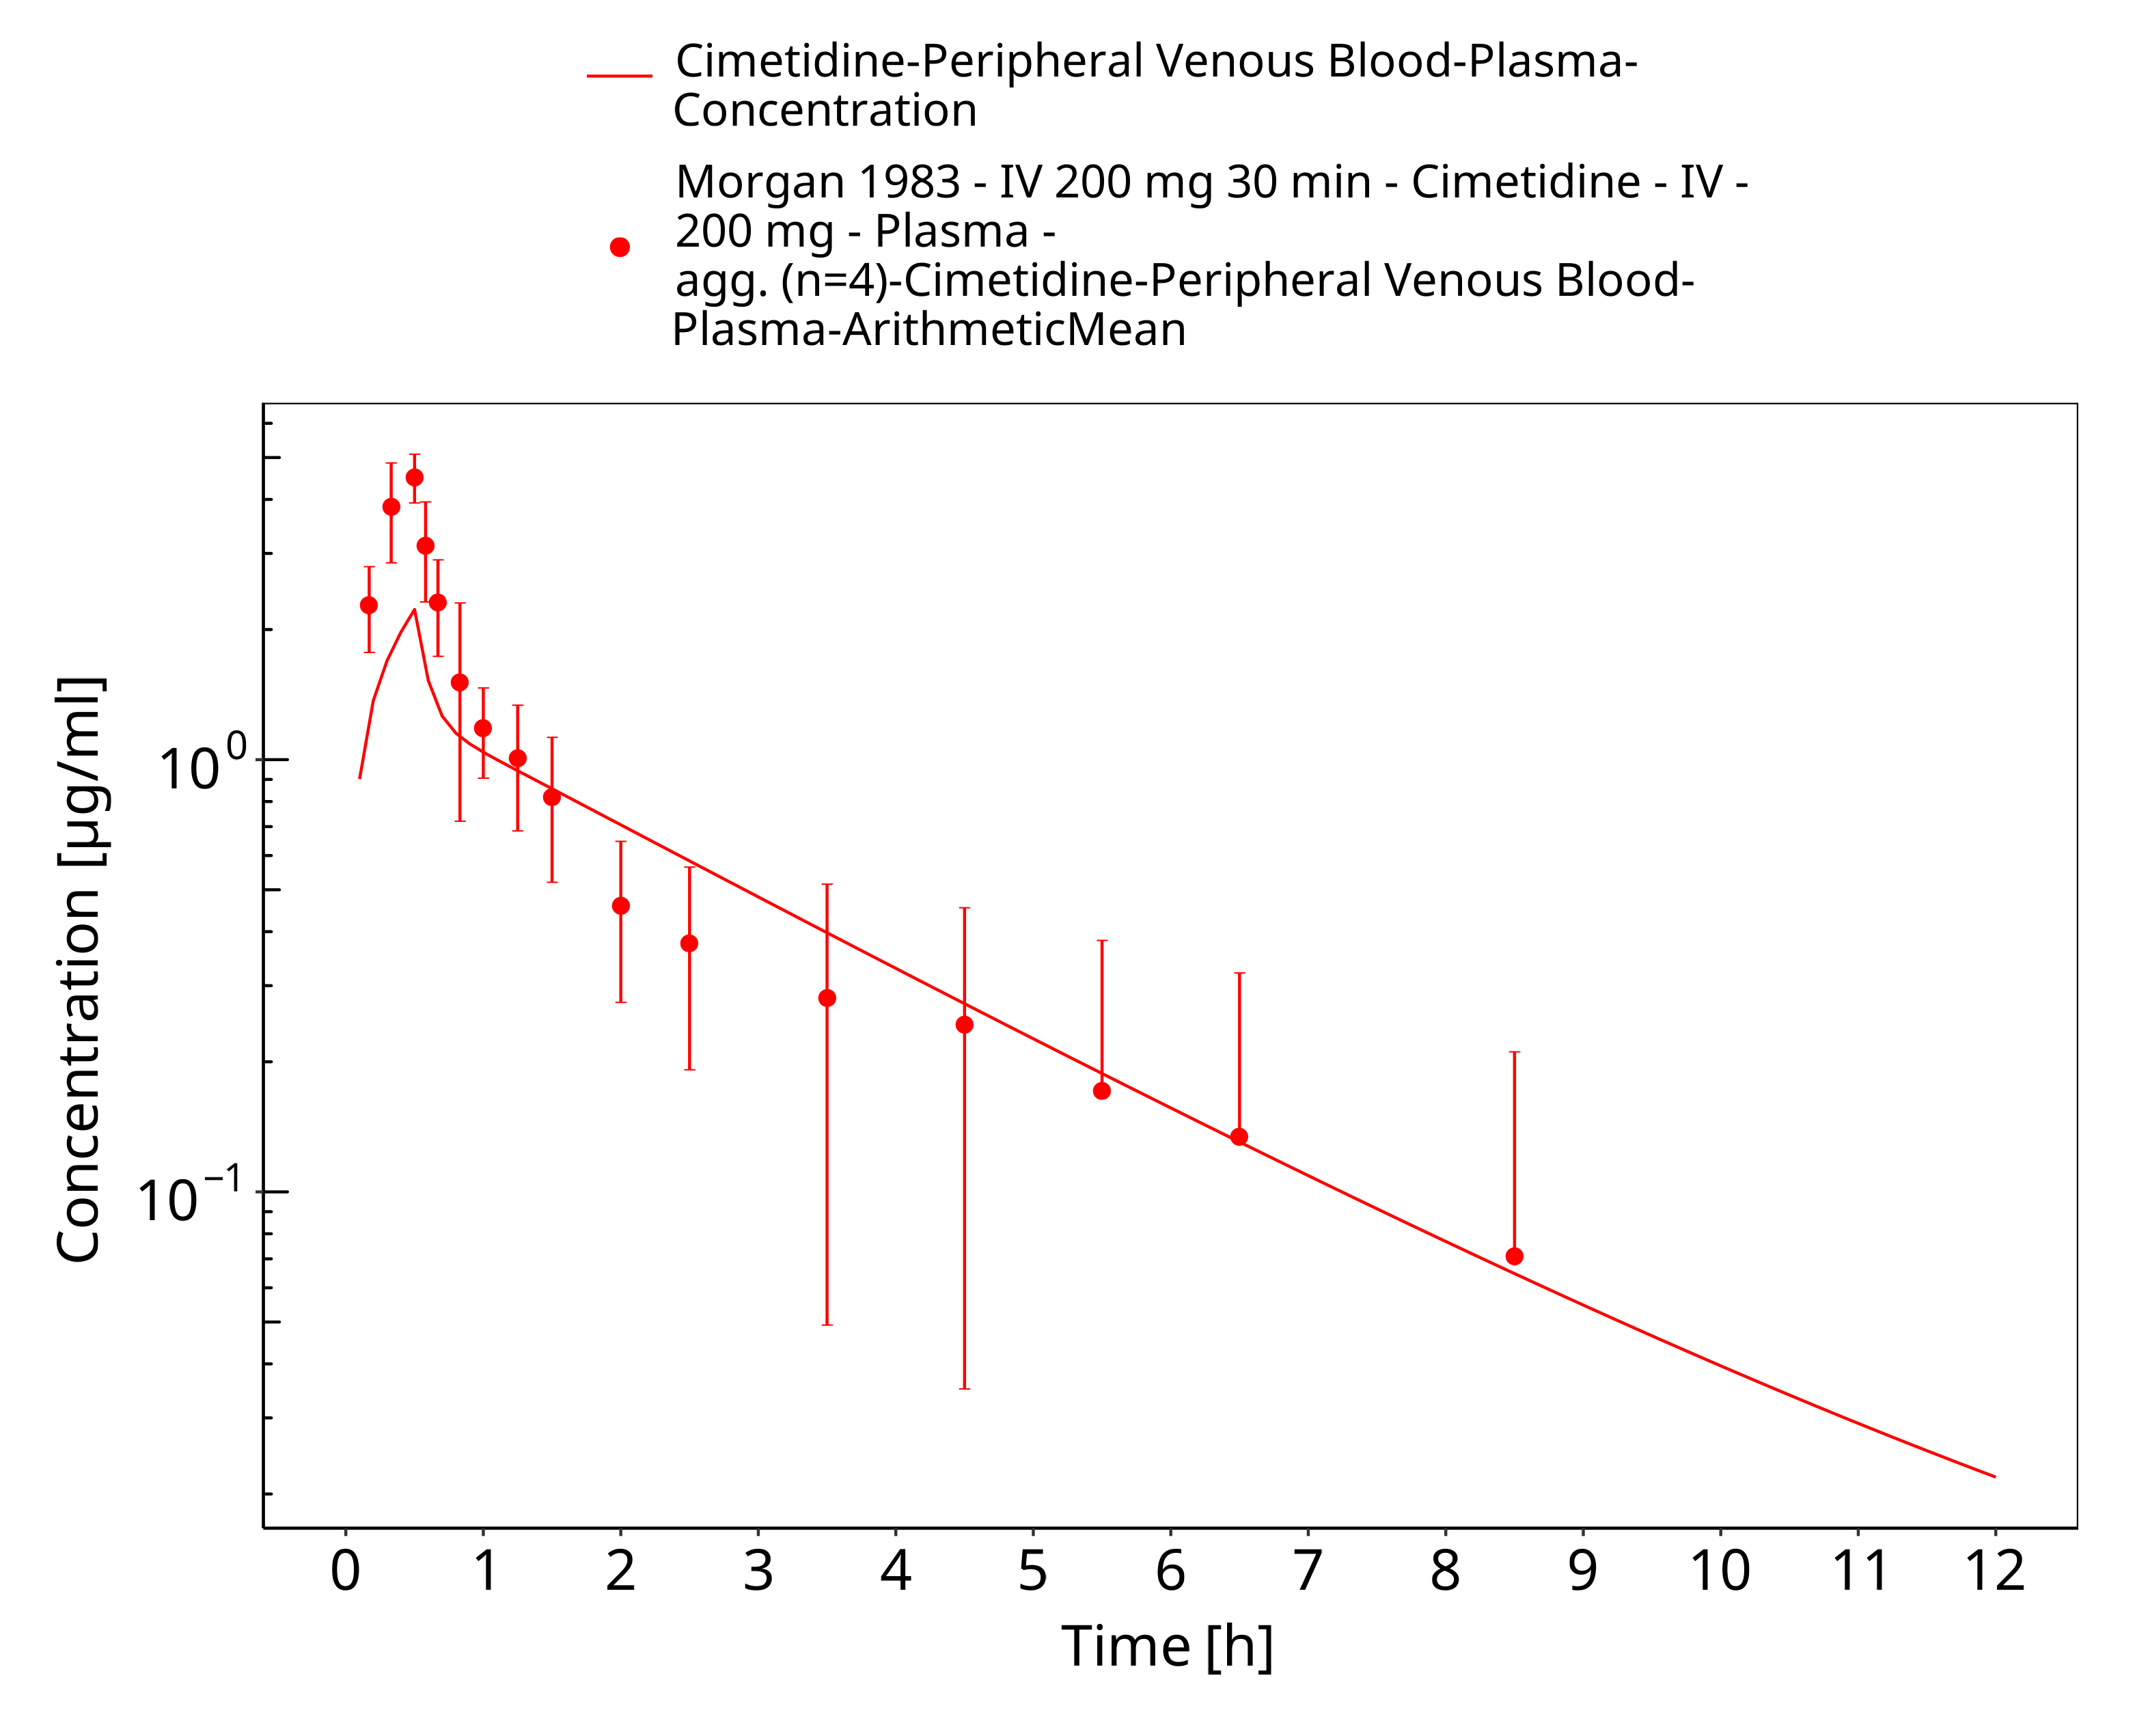 Cimetidine-Peripheral Venous Blood-Plasma-
Concentration
Morgan 1983 - IV 200 mg 30 min - Cimetidine - IV -
200 mg - Plasma -
agg. (n=4)-Cimetidine-Peripheral Venous Blood-
Plasma-ArithmeticMean
Concentration [µg/ml]
10⁰
10⁻¹
0 1 2 3 4 5 6 7 8 9 10 11 12
Time [h]